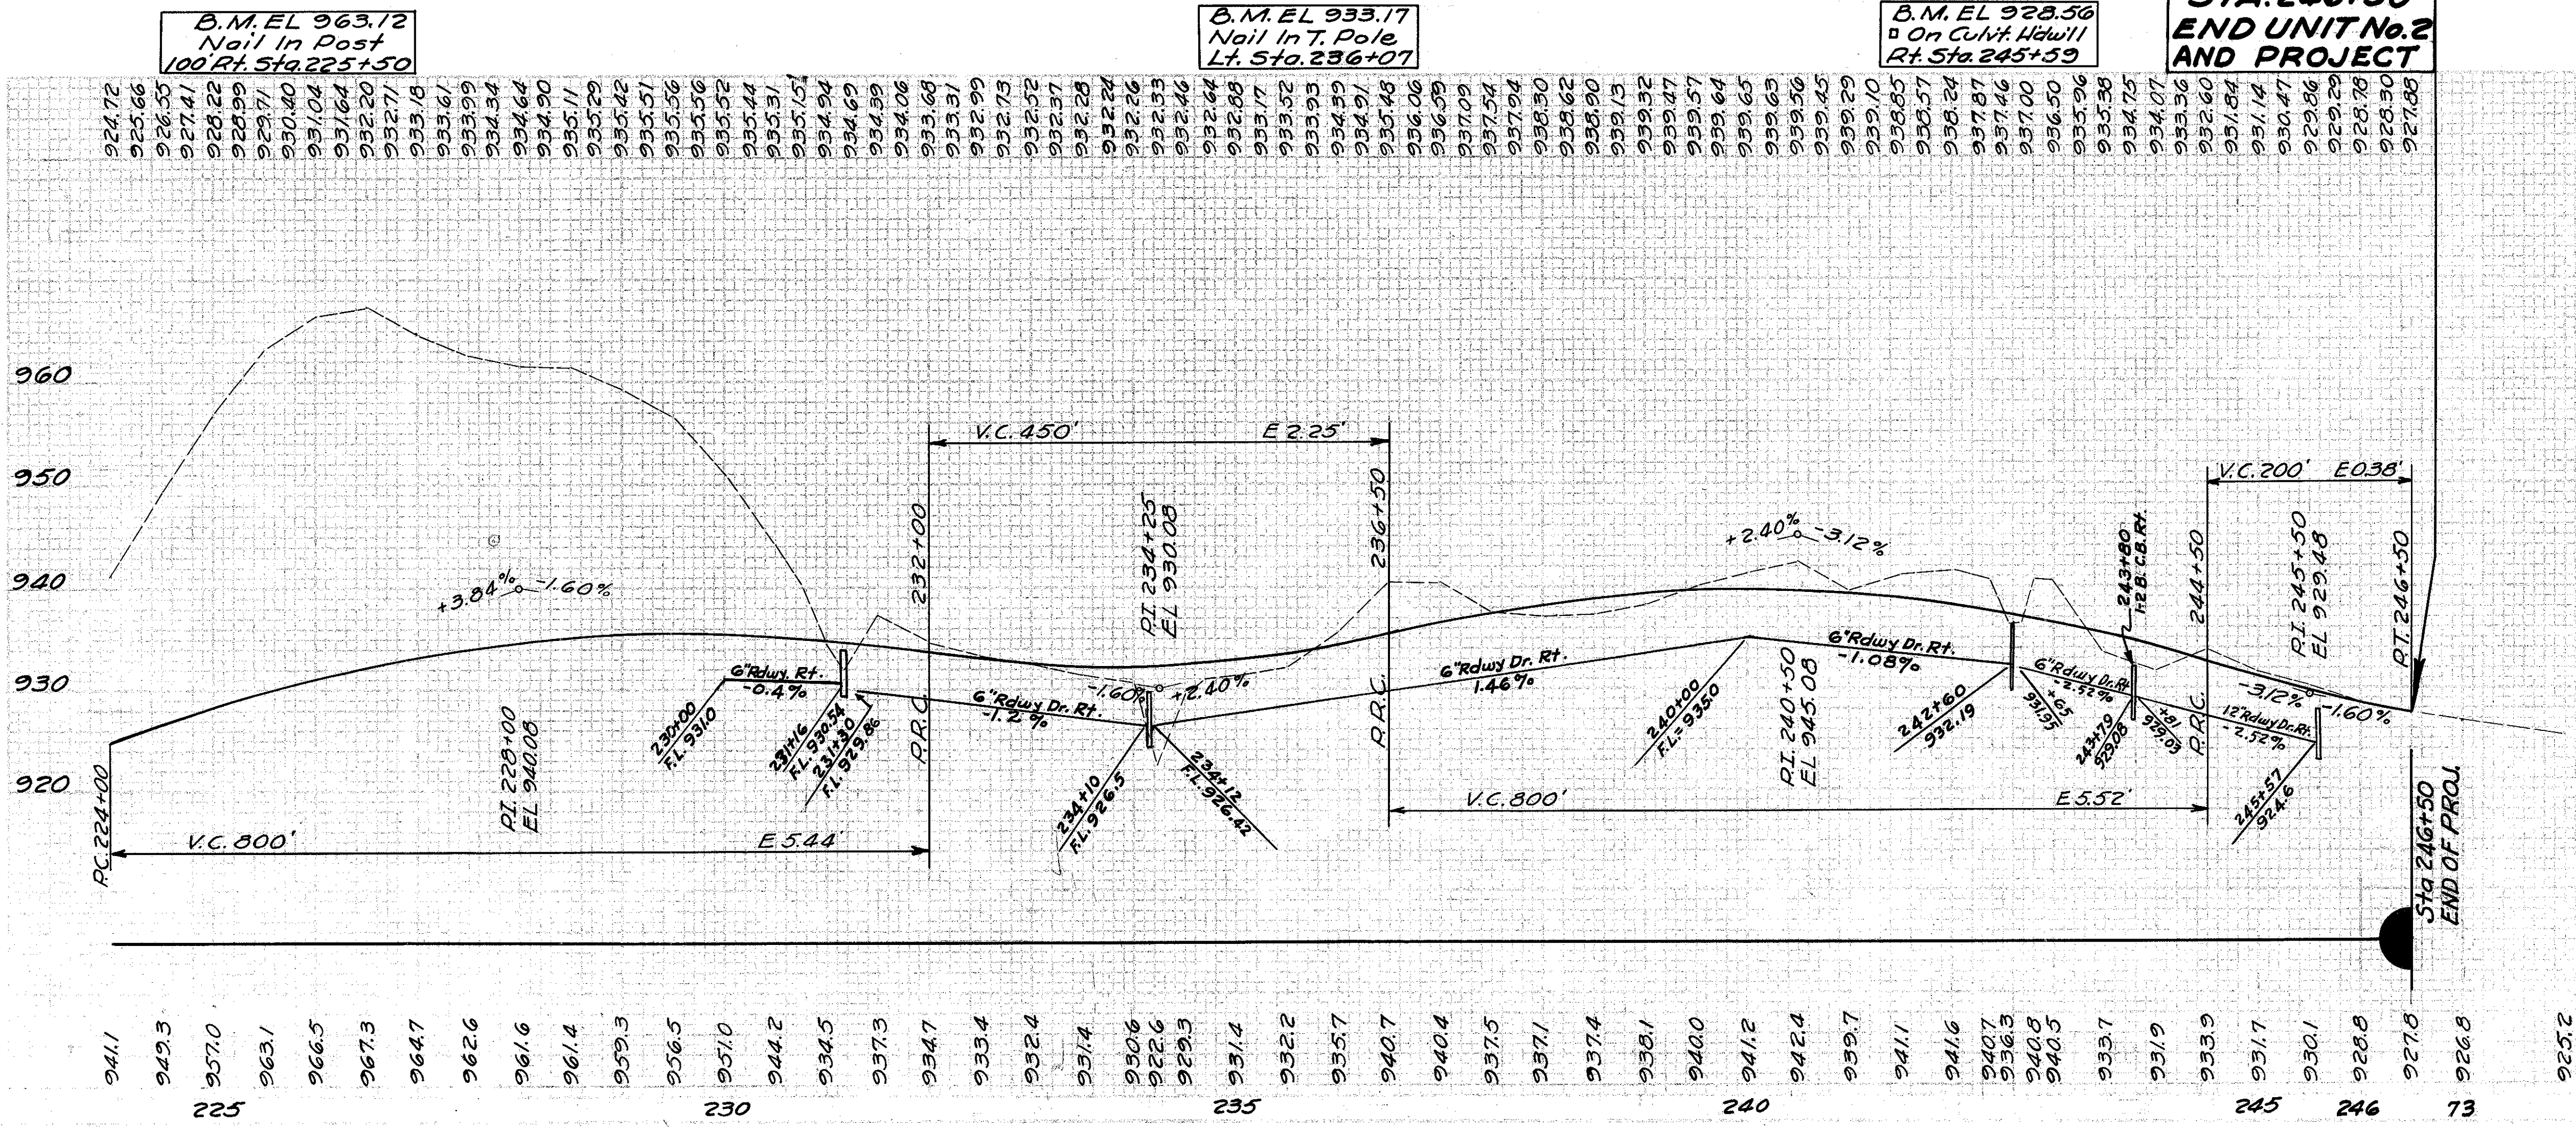 B.M. EL 963.12
Nail In Post
100' Rt. Sta. 225+50
B.M. EL 933.17
Nail In T. Pole
Lt. Sta. 236+07
B.M. EL 928.56
On Culvt. Hdwll
Rt. Sta. 245+59
END UNIT No. 2
AND PROJECT
924.72 925.66 926.55 927.41 928.22 928.99 929.71 930.40 931.04 931.64 932.20 932.71 933.18 933.61 933.99 934.34 934.64 934.90 935.11 935.29 935.42 935.51 935.56 935.56 935.52 935.44 935.31 935.15 934.94 934.69 934.39 934.06 933.68 933.31 932.99 932.73 932.52 932.37 932.28 932.24 932.26 932.33 932.46 932.64 932.88 933.17 933.52 933.93 934.39 934.91 935.48 936.06 936.59 937.09 937.54 937.94 938.30 938.62 938.90 939.13 939.32 939.47 939.57 939.64 939.65 939.63 939.56 939.45 939.29 939.10 938.85 938.57 938.24 937.87 937.46 937.00 936.50 935.96 935.38 934.75 934.07 933.36 932.60 931.84 931.14 930.47 929.86 929.29 928.78 928.30 927.88
960
950
940
930
920
V.C. 450' E 2.25'
V.C. 200' E 0.38'
+3.84% -1.60%
232+00
P.I. 234+25
EL 930.08
236+50
+2.40% -3.12%
243+80
244+50
P.I. 245+50
EL 929.48
P.T. 246+50
6" Rdwy. Rt.
-0.4%
6" Rdwy Dr. Rt.
-1.2%
-1.60% +2.40%
6" Rdwy Dr. Rt.
1.46%
6" Rdwy Dr. Rt.
-1.08%
6" Rdwy Dr. Rt.
-2.52%
12" Rdwy Dr. Rt.
-2.52%
-3.12% -1.60%
P.C. 224+00
P.I. 228+00
EL 940.08
230+00
F.L. 931.0
231+16
F.L. 930.54
231+30
F.L. 929.86
P.R.C.
234+10
F.L. 926.5
234+12
F.L. 926.42
P.R.C.
240+00
F.L.= 935.0
P.I. 240+50
EL 945.08
242+60
932.19
+65
931.95
243+79
929.08
+81
929.03
P.R.C.
245+57
924.6
V.C. 800' E 5.44'
V.C. 800' E 5.52'
Sta 246+50
END OF PROJ.
941.1 949.3 957.0 963.1 966.5 967.3 964.7 962.6 961.6 961.4 959.3 956.5 951.0 944.2 934.5 937.3 934.7 933.4 932.4 931.4 930.6 922.6 929.3 931.4 932.2 935.7 940.7 940.4 937.5 937.1 937.4 938.1 940.0 941.2 942.4 939.7 941.1 941.6 940.7 936.3 940.8 940.5 933.7 931.9 933.9 931.7 930.1 928.8 927.8 926.8 925.2
225 230 235 240 245 246 73